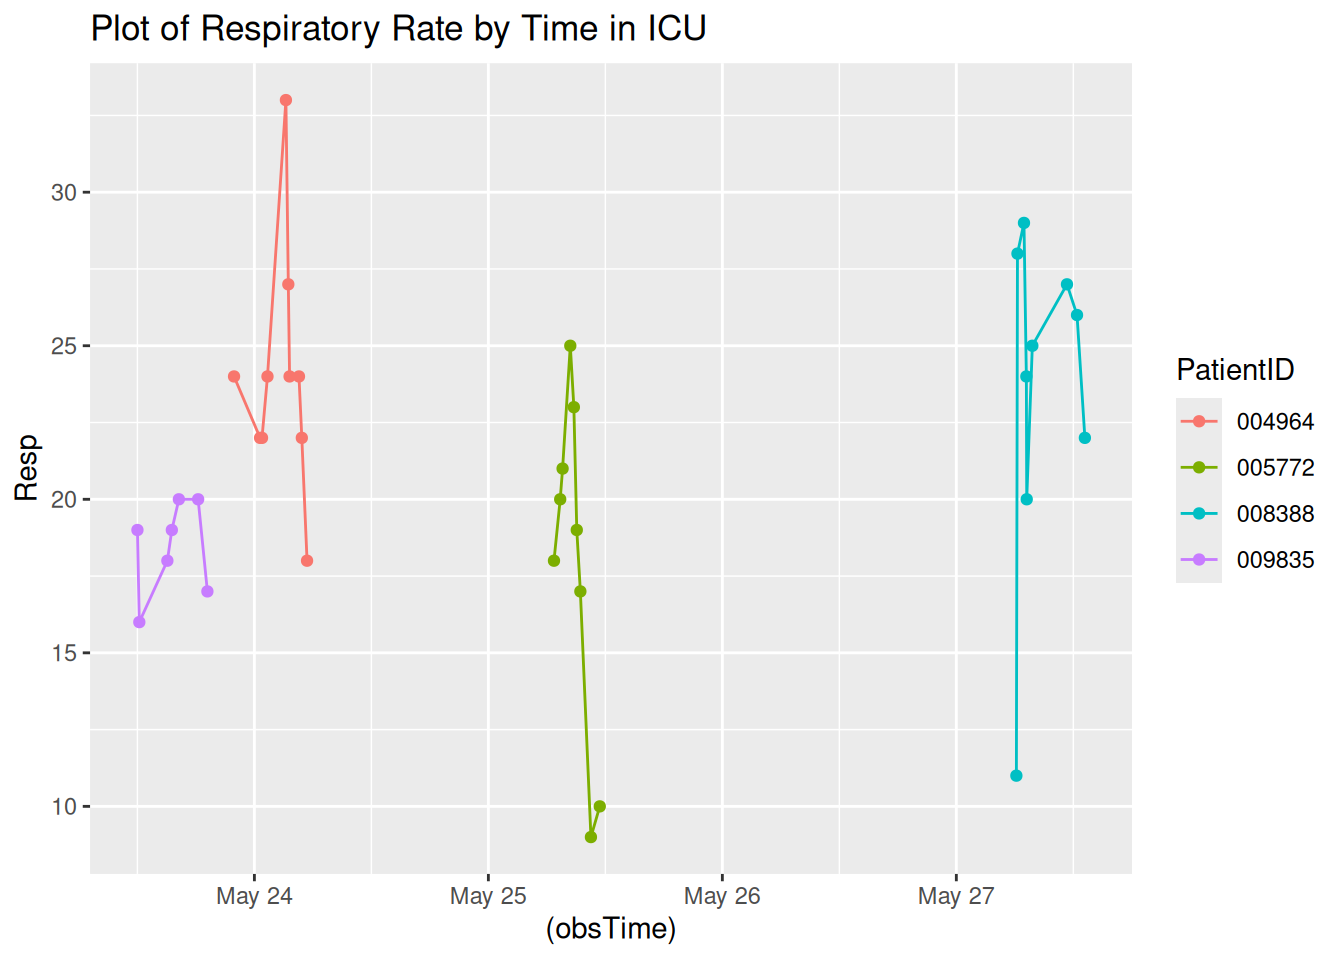 Plot of Respiratory Rate by Time in ICU
30
25
20
15
10
Resp
May 24 May 25 May 26 May 27
(obsTime)
PatientID
004964
005772
008388
009835